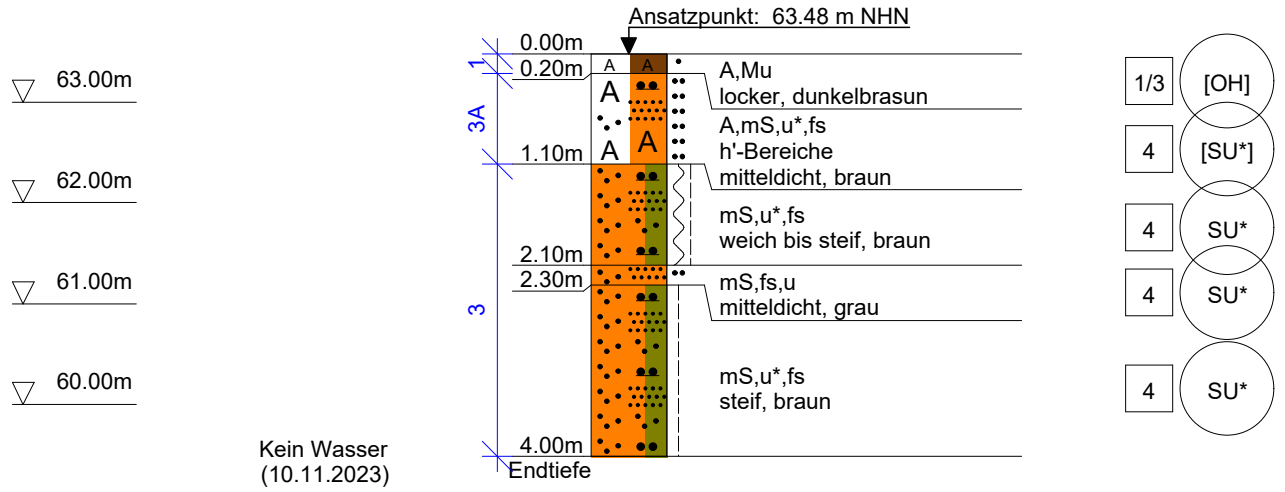 Ansatzpunkt: 63.48 m NHN
63.00m
62.00m
61.00m
60.00m
Kein Wasser
(10.11.2023)
1
3A
3
0.00m
0.20m
1.10m
2.10m
2.30m
4.00m
Endtiefe
A A
A
A
A
A,Mu
locker, dunkelbrasun
A,mS,u*,fs
h'-Bereiche
mitteldicht, braun
mS,u*,fs
weich bis steif, braun
mS,fs,u
mitteldicht, grau
mS,u*,fs
steif, braun
1/3 [OH]
4 [SU*]
4 SU*
4 SU*
4 SU*